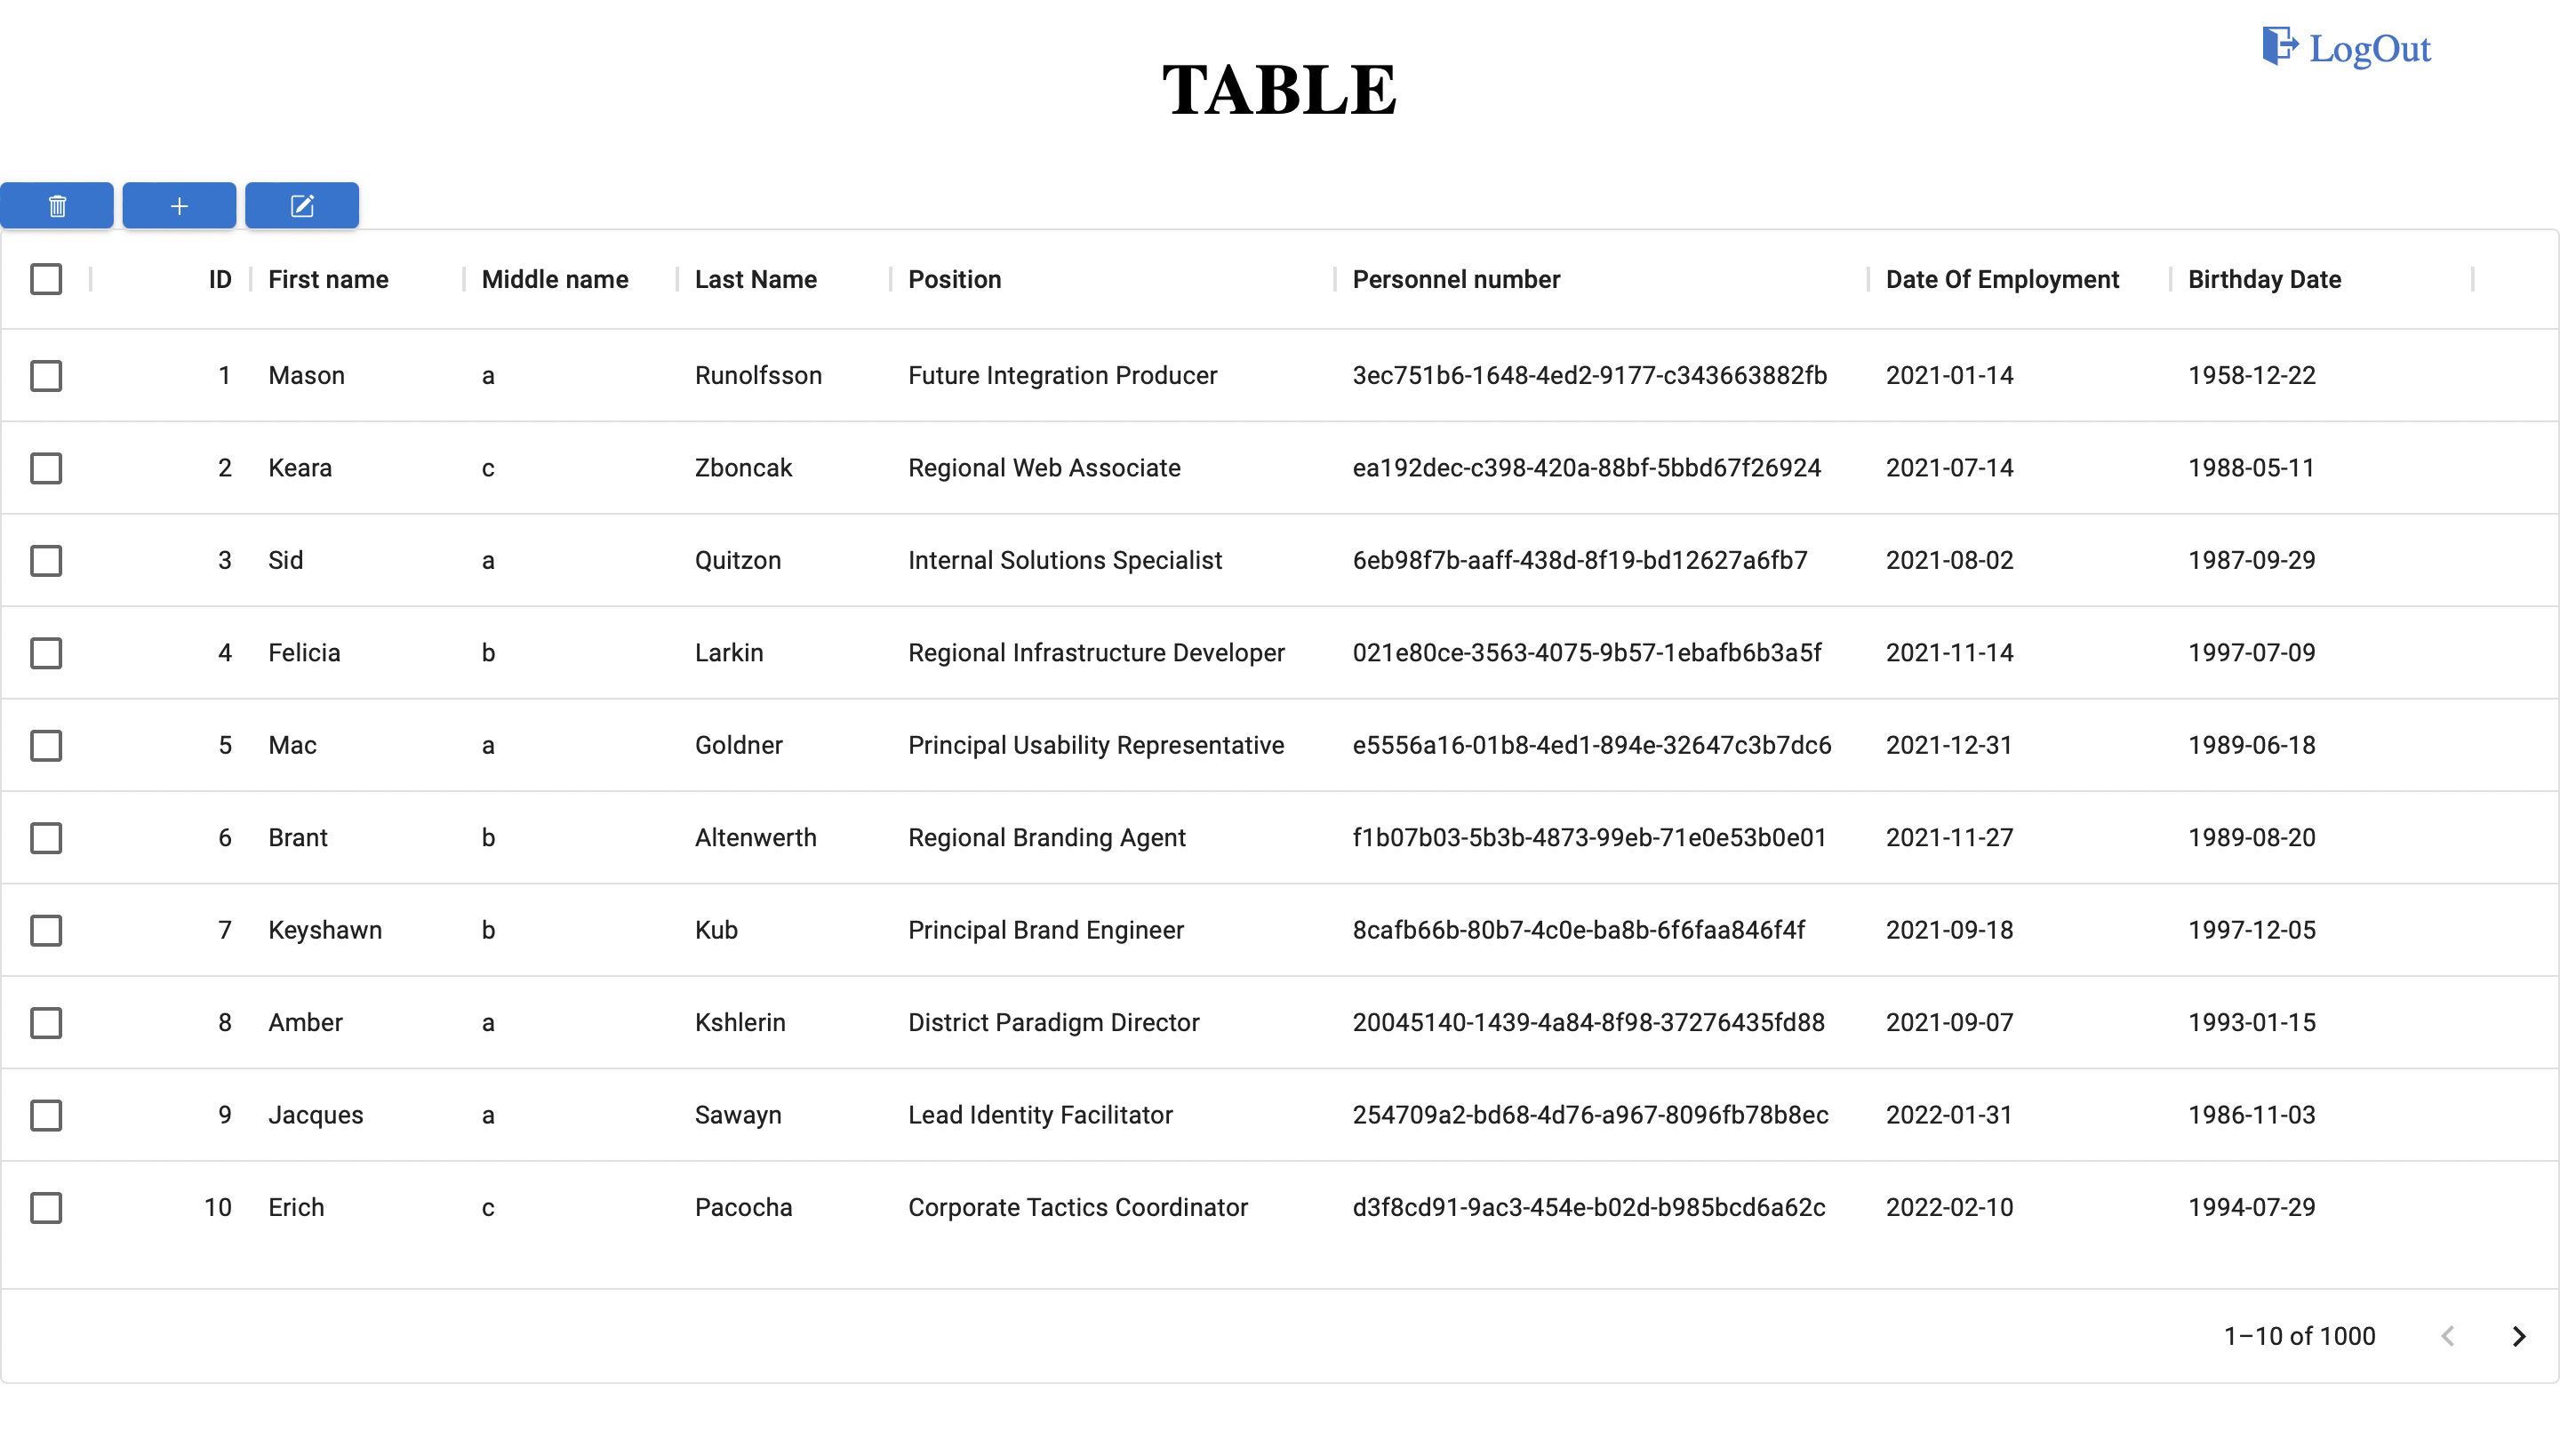 LogOut
TABLE
ID First name Middle name Last Name Position Personnel number Date Of Employment Birthday Date
1 Mason a Runolfsson Future Integration Producer 3ec751b6-1648-4ed2-9177-c343663882fb 2021-01-14 1958-12-22
2 Keara c Zboncak Regional Web Associate ea192dec-c398-420a-88bf-5bbd67f26924 2021-07-14 1988-05-11
3 Sid a Quitzon Internal Solutions Specialist 6eb98f7b-aaff-438d-8f19-bd12627a6fb7 2021-08-02 1987-09-29
4 Felicia b Larkin Regional Infrastructure Developer 021e80ce-3563-4075-9b57-1ebafb6b3a5f 2021-11-14 1997-07-09
5 Mac a Goldner Principal Usability Representative e5556a16-01b8-4ed1-894e-32647c3b7dc6 2021-12-31 1989-06-18
6 Brant b Altenwerth Regional Branding Agent f1b07b03-5b3b-4873-99eb-71e0e53b0e01 2021-11-27 1989-08-20
7 Keyshawn b Kub Principal Brand Engineer 8cafb66b-80b7-4c0e-ba8b-6f6faa846f4f 2021-09-18 1997-12-05
8 Amber a Kshlerin District Paradigm Director 20045140-1439-4a84-8f98-37276435fd88 2021-09-07 1993-01-15
9 Jacques a Sawayn Lead Identity Facilitator 254709a2-bd68-4d76-a967-8096fb78b8ec 2022-01-31 1986-11-03
10 Erich c Pacocha Corporate Tactics Coordinator d3f8cd91-9ac3-454e-b02d-b985bcd6a62c 2022-02-10 1994-07-29
1–10 of 1000